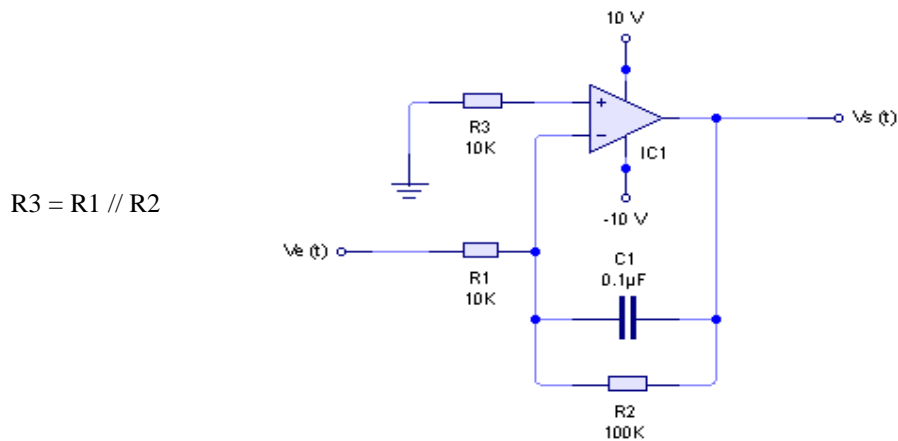 10 V
+
R3
10K
−
IC1
Vs (t)
-10 V
R3 = R1 // R2
Ve (t)
R1
10K
C1
0.1µF
R2
100K